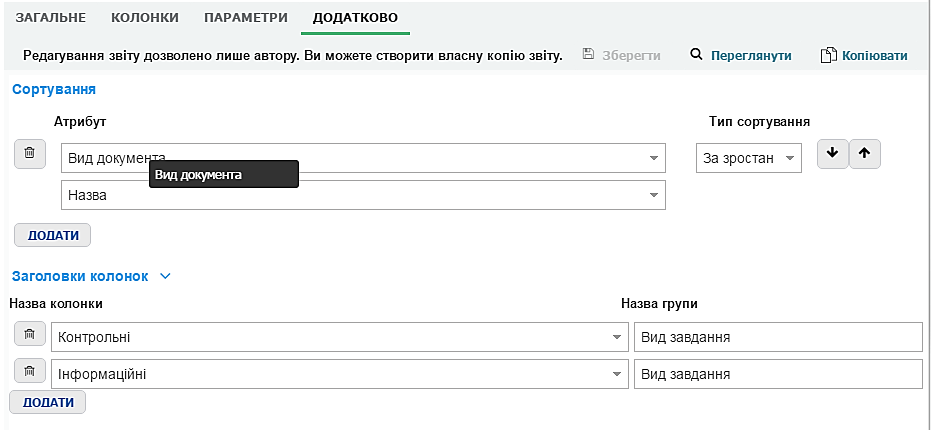 ЗАГАЛЬНЕ КОЛОНКИ ПАРАМЕТРИ ДОДАТКОВО
Редагування звіту дозволено лише автору. Ви можете створити власну копію звіту. Зберегти Переглянути Копіювати
Сортування
Атрибут Тип сортування
Вид документа За зростан
Вид документа
Назва
ДОДАТИ
Заголовки колонок
Назва колонки Назва групи
Контрольні Вид завдання
Інформаційні Вид завдання
ДОДАТИ